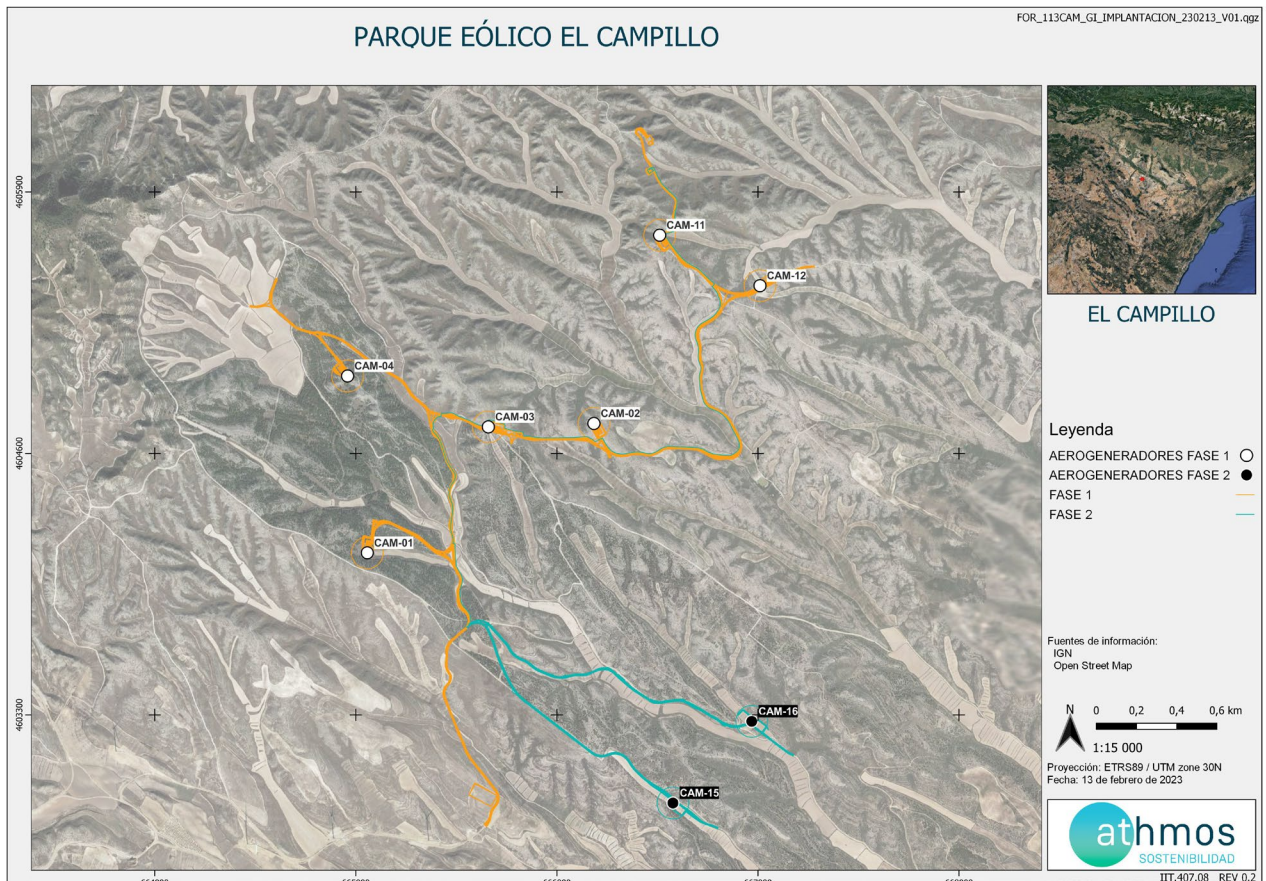 FOR_113CAM_GI_IMPLANTACION_230213_V01.qgz
PARQUE EÓLICO EL CAMPILLO
4605900
4604600
4603300
CAM-11
CAM-12
CAM-04
CAM-03
CAM-02
CAM-01
CAM-16
CAM-15
EL CAMPILLO
Leyenda
AEROGENERADORES FASE 1
AEROGENERADORES FASE 2
FASE 1
FASE 2
Fuentes de información:
IGN
Open Street Map
N
0 0,2 0,4 0,6 km
1:15 000
Proyección: ETRS89 / UTM zone 30N
Fecha: 13 de febrero de 2023
athmos
SOSTENIBILIDAD
IIT.407.08 REV 0.2